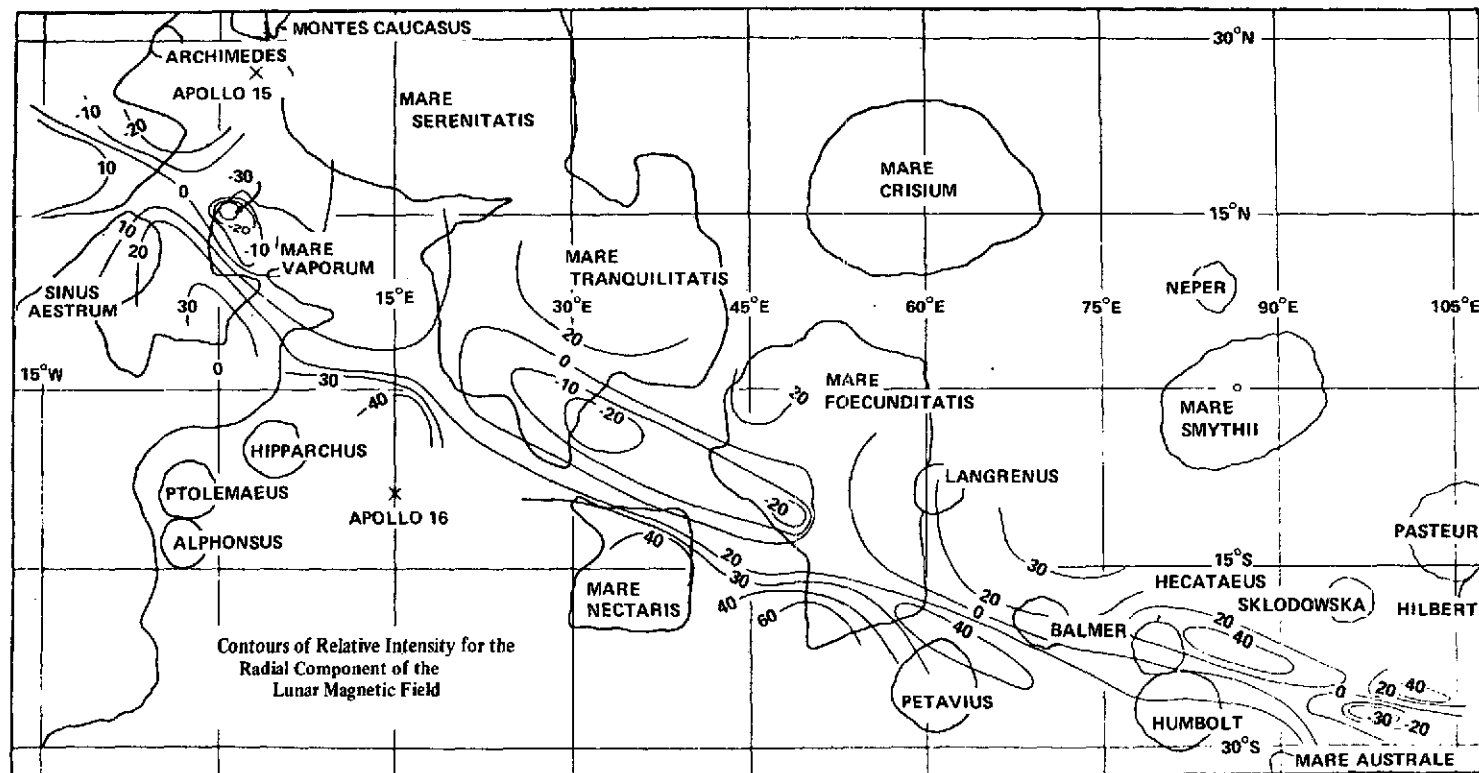 MONTES CAUCASUS
30°N
ARCHIMEDES
APOLLO 15
-10
-20
MARE
SERENITATIS
10
0
-30
MARE
CRISIUM
-20
15°N
10
20
-10
MARE
VAPORUM
MARE
TRANQUILITATIS
NEPER
SINUS
AESTRUM
30
15°E
30°E
45°E
60°E
75°E
90°E
105°E
20
0
15°W
0
30
-10
-20
20
MARE
FOECUNDITATIS
0
MARE
SMYTHII
-40
HIPPARCHUS
LANGRENUS
PTOLEMAEUS
APOLLO 16
-20
PASTEUR
ALPHONSUS
40
20
30
15°S
30
HECATAEUS
MARE
NECTARIS
40
60
20
0
40
BALMER
SKLODOWSKA
HILBERT
20
40
Contours of Relative Intensity for the
Radial Component of the
Lunar Magnetic Field
PETAVIUS
HUMBOLT
0
20
40
-30
-20
30°S
MARE AUSTRALE